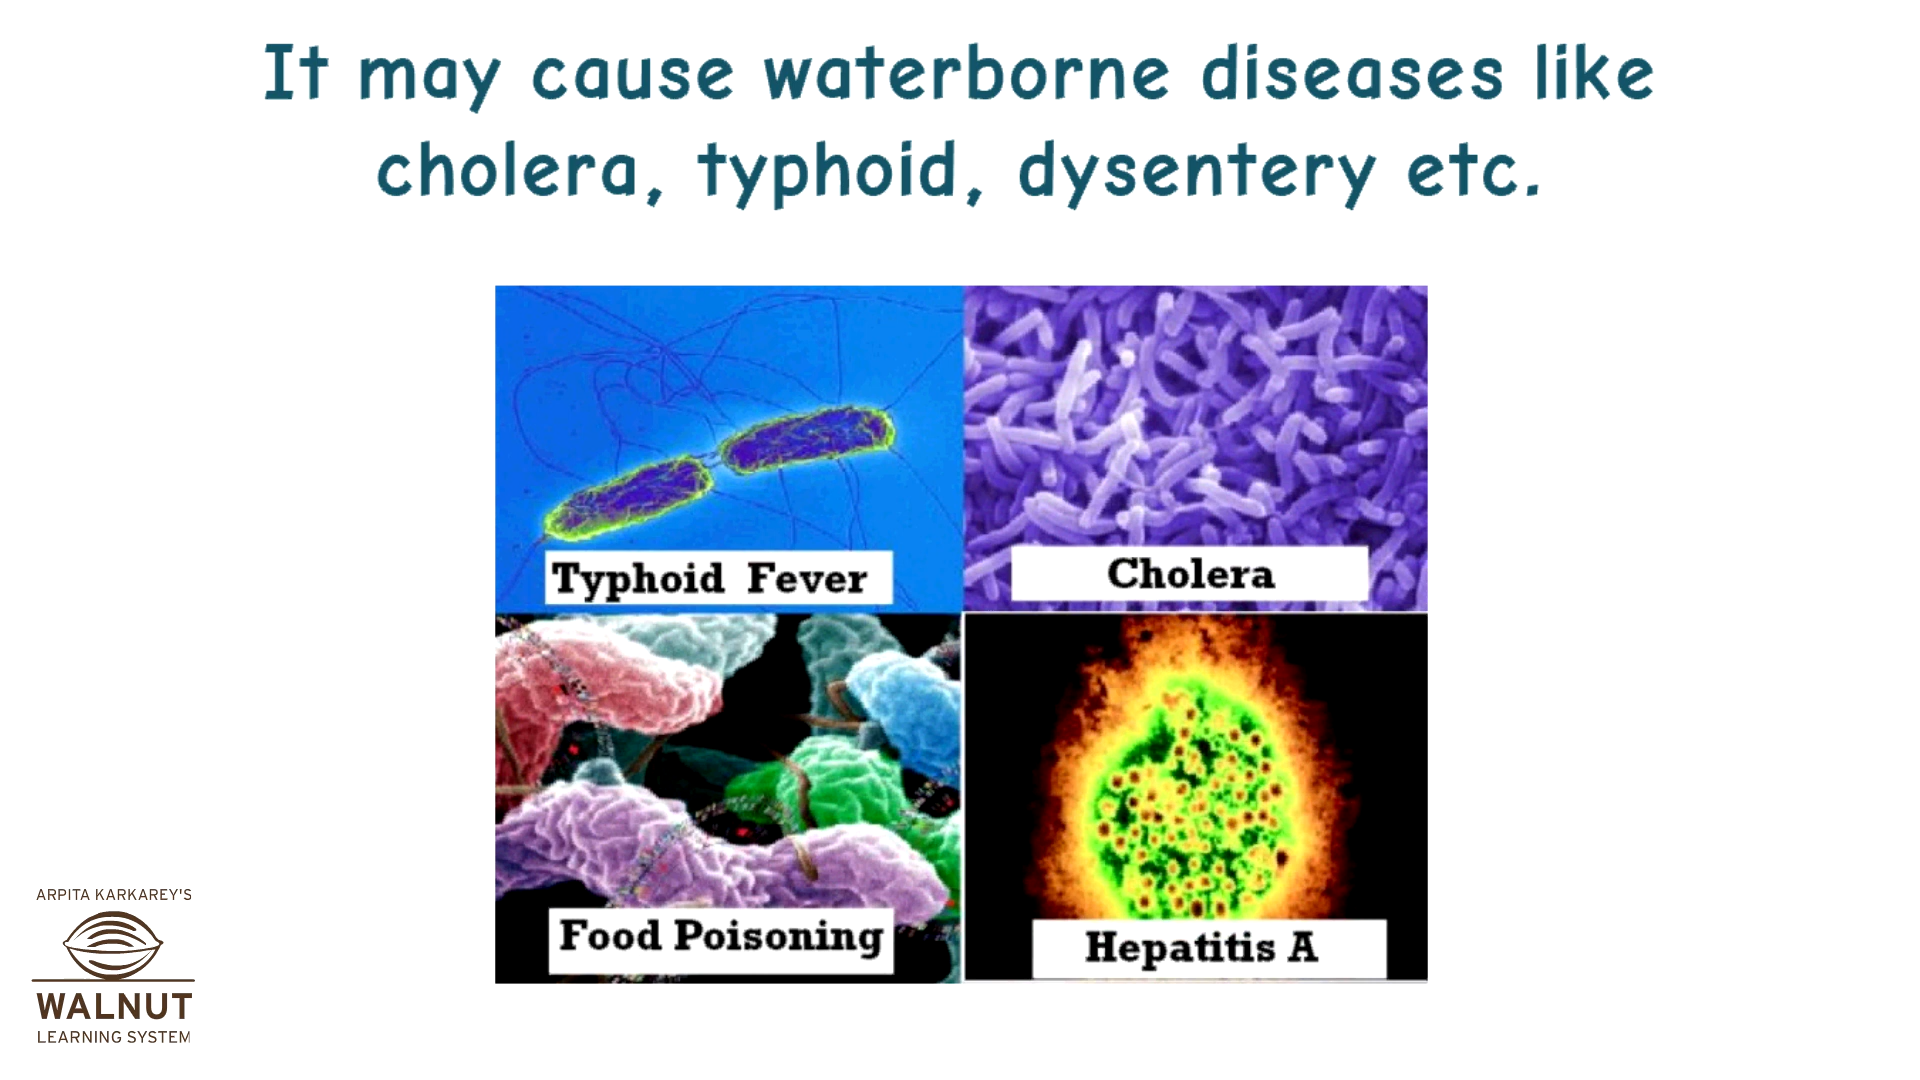 It may cause waterborne diseases like
cholera, typhoid, dysentery etc.
Typhoid Fever
Cholera
Food Poisoning
Hepatitis A
ARPITA KARKAREY'S
WALNUT
LEARNING SYSTEM